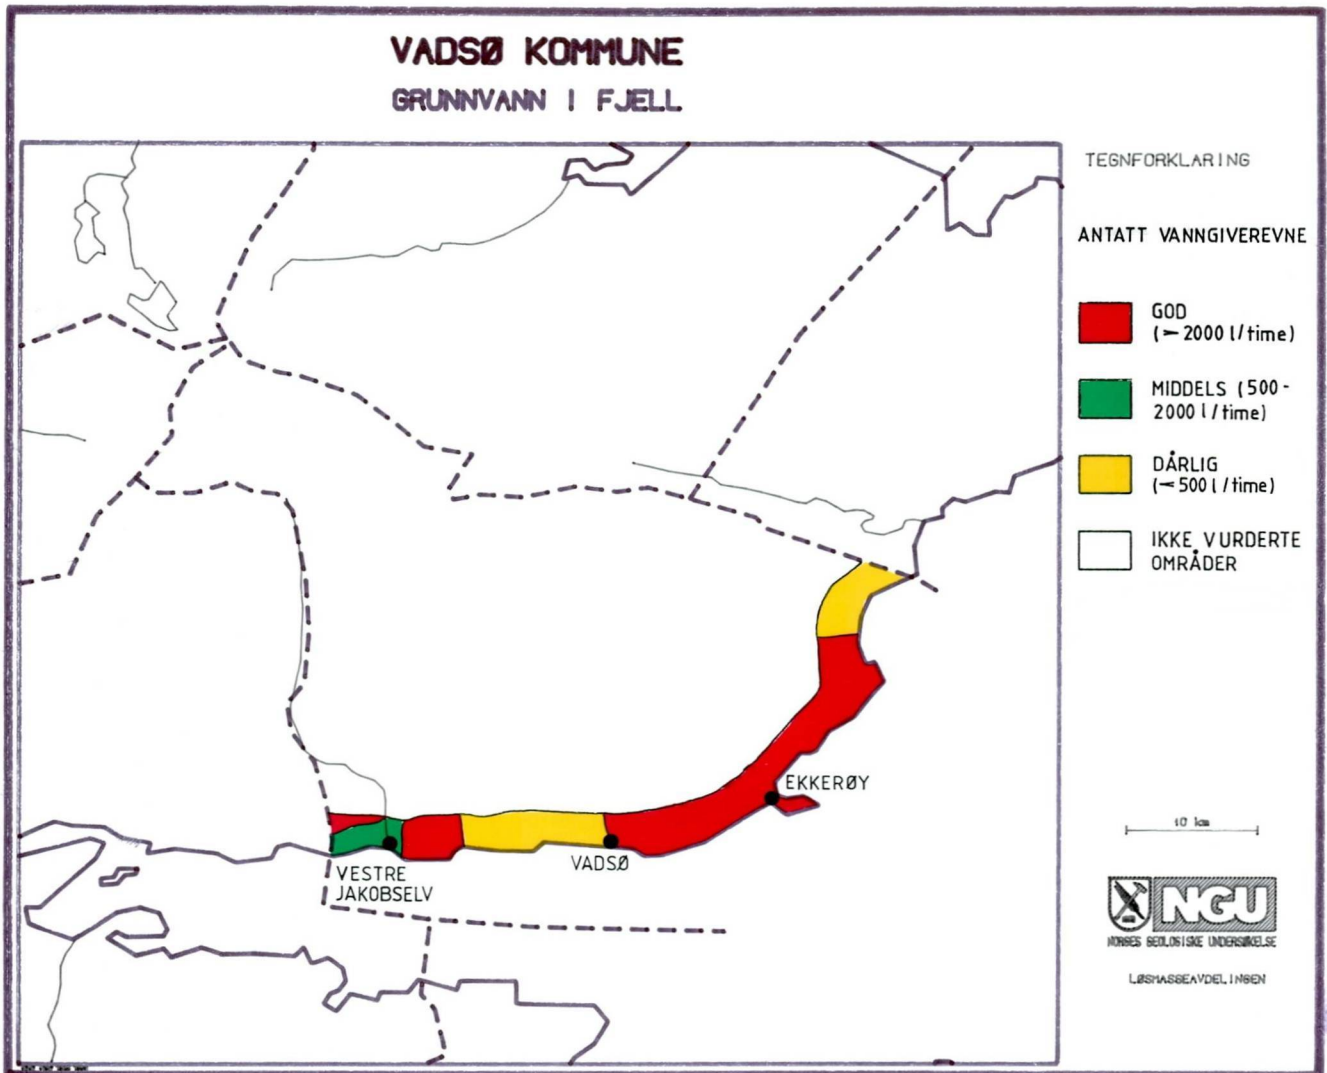 VADSØ KOMMUNE
GRUNNVANN I FJELL
TEGNFORKLARING
ANTATT VANNGIVEREVNE
GOD
(>2000 l/time)
MIDDELS (500-
2000 l/time)
DÅRLIG
(<500 l/time)
IKKE VURDERTE
OMRÅDER
EKKERØY
VADSØ
VESTRE
JAKOBSELV
10 km
NGU
NORGES GEOLOGISKE UNDERSØKELSE
LØSMASSEAVDELINGEN